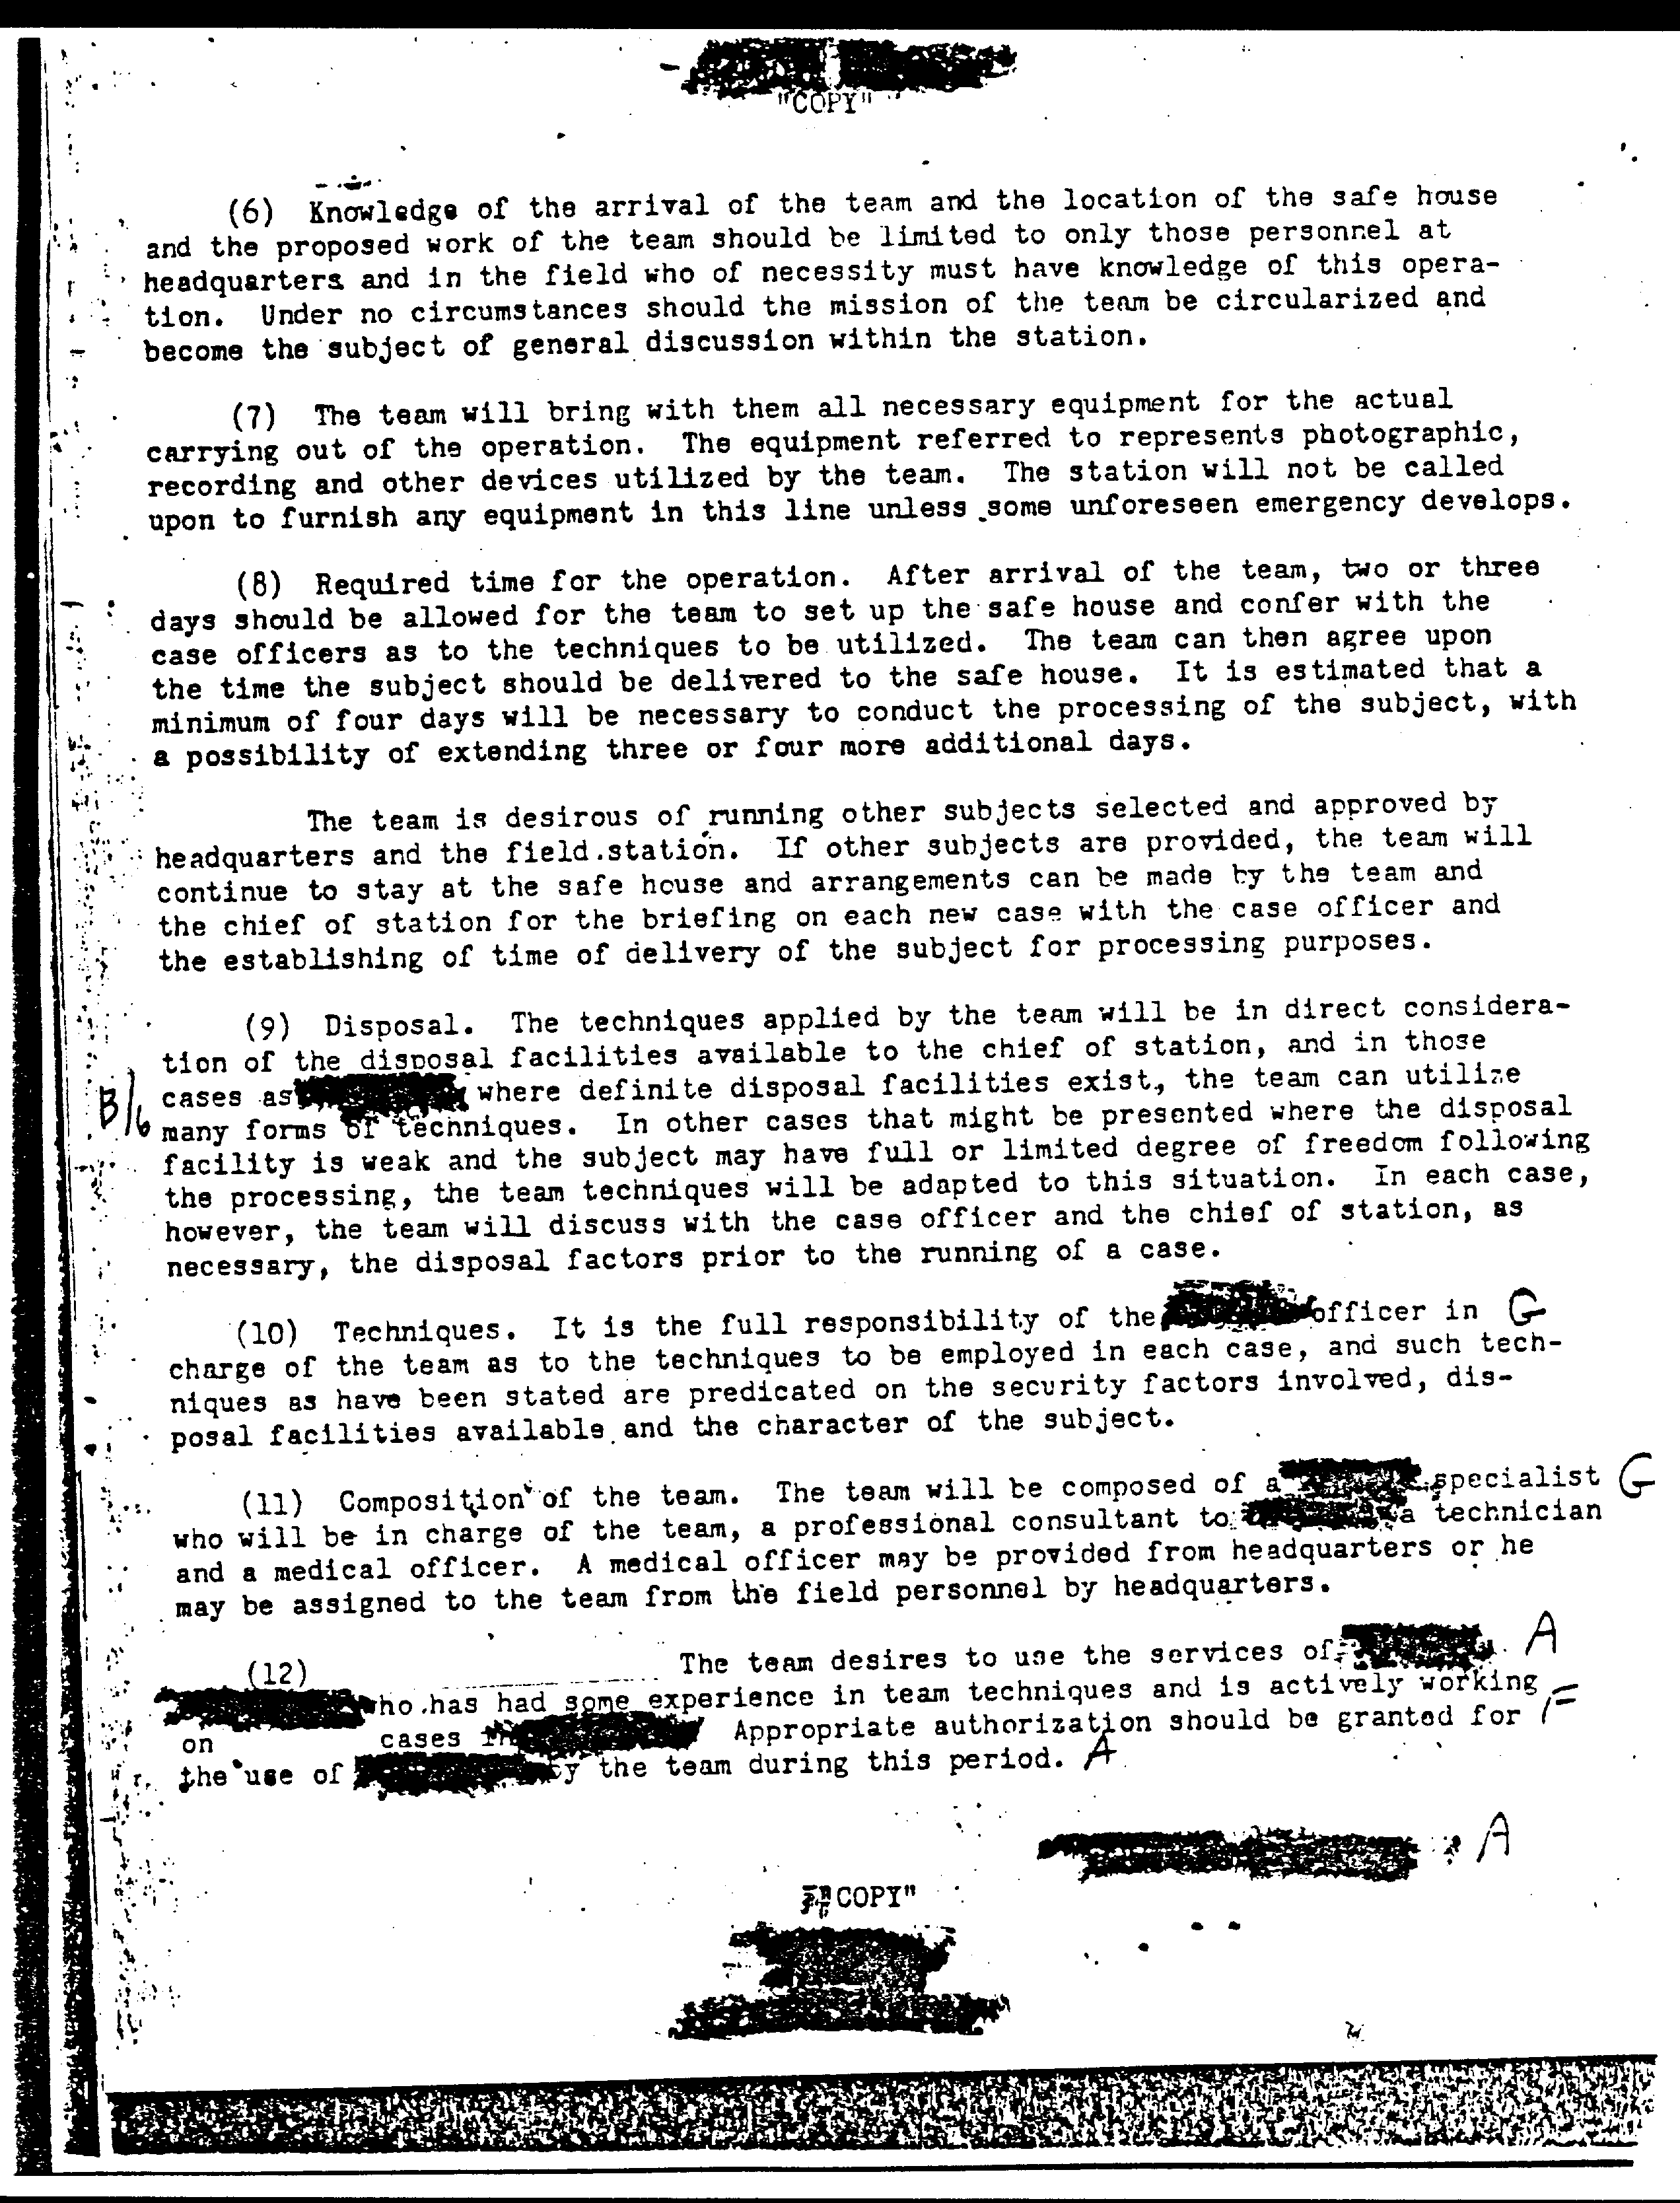 "COPY"
(6) Knowledge of the arrival of the team and the location of the safe house
and the proposed work of the team should be limited to only those personnel at
headquarters and in the field who of necessity must have knowledge of this opera-
tion. Under no circumstances should the mission of the team be circularized and
become the subject of general discussion within the station.
(7) The team will bring with them all necessary equipment for the actual
carrying out of the operation. The equipment referred to represents photographic,
recording and other devices utilized by the team. The station will not be called
upon to furnish any equipment in this line unless some unforeseen emergency develops.
(8) Required time for the operation. After arrival of the team, two or three
days should be allowed for the team to set up the safe house and confer with the
case officers as to the techniques to be utilized. The team can then agree upon
the time the subject should be delivered to the safe house. It is estimated that a
minimum of four days will be necessary to conduct the processing of the subject, with
a possibility of extending three or four more additional days.
The team is desirous of running other subjects selected and approved by
headquarters and the field station. If other subjects are provided, the team will
continue to stay at the safe house and arrangements can be made by the team and
the chief of station for the briefing on each new case with the case officer and
the establishing of time of delivery of the subject for processing purposes.
(9) Disposal. The techniques applied by the team will be in direct considera-
tion of the disposal facilities available to the chief of station, and in those
B/6 cases as where definite disposal facilities exist, the team can utilize
many forms of techniques. In other cases that might be presented where the disposal
facility is weak and the subject may have full or limited degree of freedom following
the processing, the team techniques will be adapted to this situation. In each case,
however, the team will discuss with the case officer and the chief of station, as
necessary, the disposal factors prior to the running of a case.
(10) Techniques. It is the full responsibility of the officer in G
charge of the team as to the techniques to be employed in each case, and such tech-
niques as have been stated are predicated on the security factors involved, dis-
posal facilities available and the character of the subject.
(11) Composition of the team. The team will be composed of a specialist G
who will be in charge of the team, a professional consultant to a technician
and a medical officer. A medical officer may be provided from headquarters or he
may be assigned to the team from the field personnel by headquarters.
(12) The team desires to use the services of A
who has had some experience in team techniques and is actively working
on cases in Appropriate authorization should be granted for F
the use of by the team during this period. A
A
COPY"